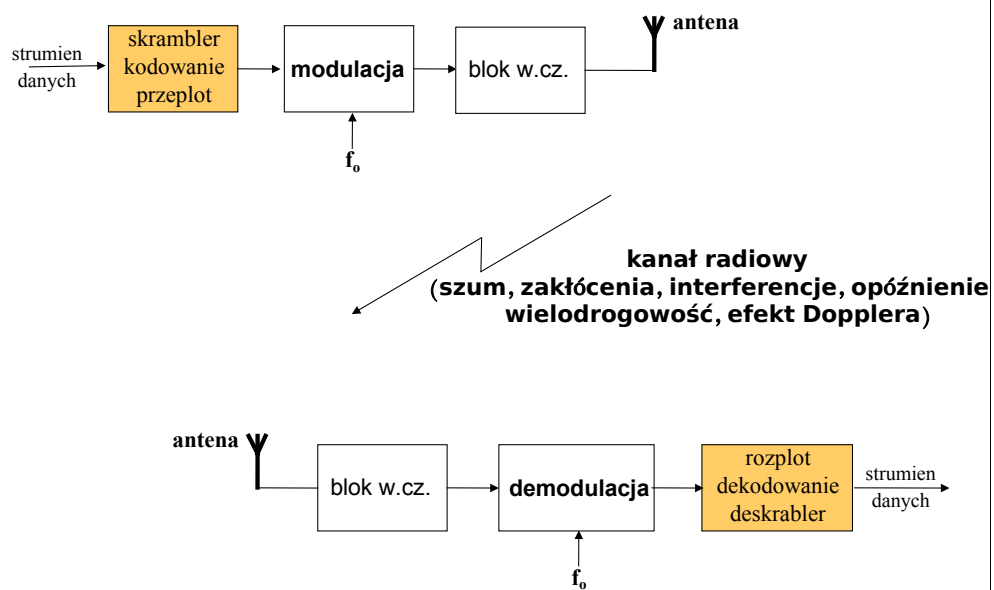 antena
strumien
danych
skrambler
kodowanie
przeplot
modulacja
blok w.cz.
fo
kanał radiowy
(szum, zakłócenia, interferencje, opóźnienie
wielodrogowość, efekt Dopplera)
antena
blok w.cz.
demodulacja
rozplot
dekodowanie
deskrabler
strumien
danych
fo